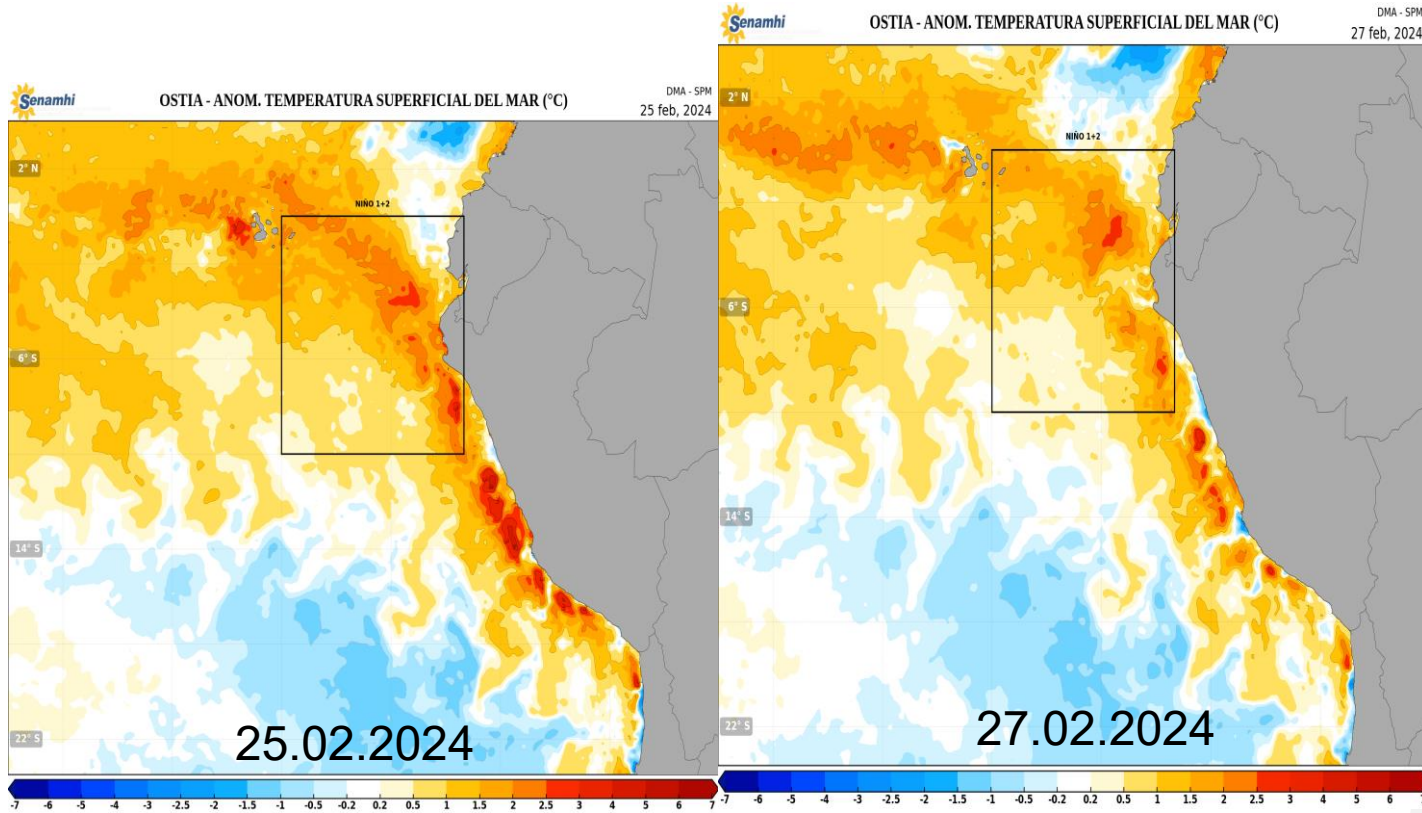 Senamhi
OSTIA - ANOM. TEMPERATURA SUPERFICIAL DEL MAR (°C)
DMA - SPM
25 feb, 2024
2° N
NIÑO 1+2
6° S
14° S
22° S
25.02.2024
-7 -6 -5 -4 -3 -2.5 -2 -1.5 -1 -0.5 -0.2 0.2 0.5 1 1.5 2 2.5 3 4 5 6 7
Senamhi
OSTIA - ANOM. TEMPERATURA SUPERFICIAL DEL MAR (°C)
DMA - SPM
27 feb, 2024
2° N
NIÑO 1+2
6° S
14° S
22° S
27.02.2024
-7 -6 -5 -4 -3 -2.5 -2 -1.5 -1 -0.5 -0.2 0.2 0.5 1 1.5 2 2.5 3 4 5 6